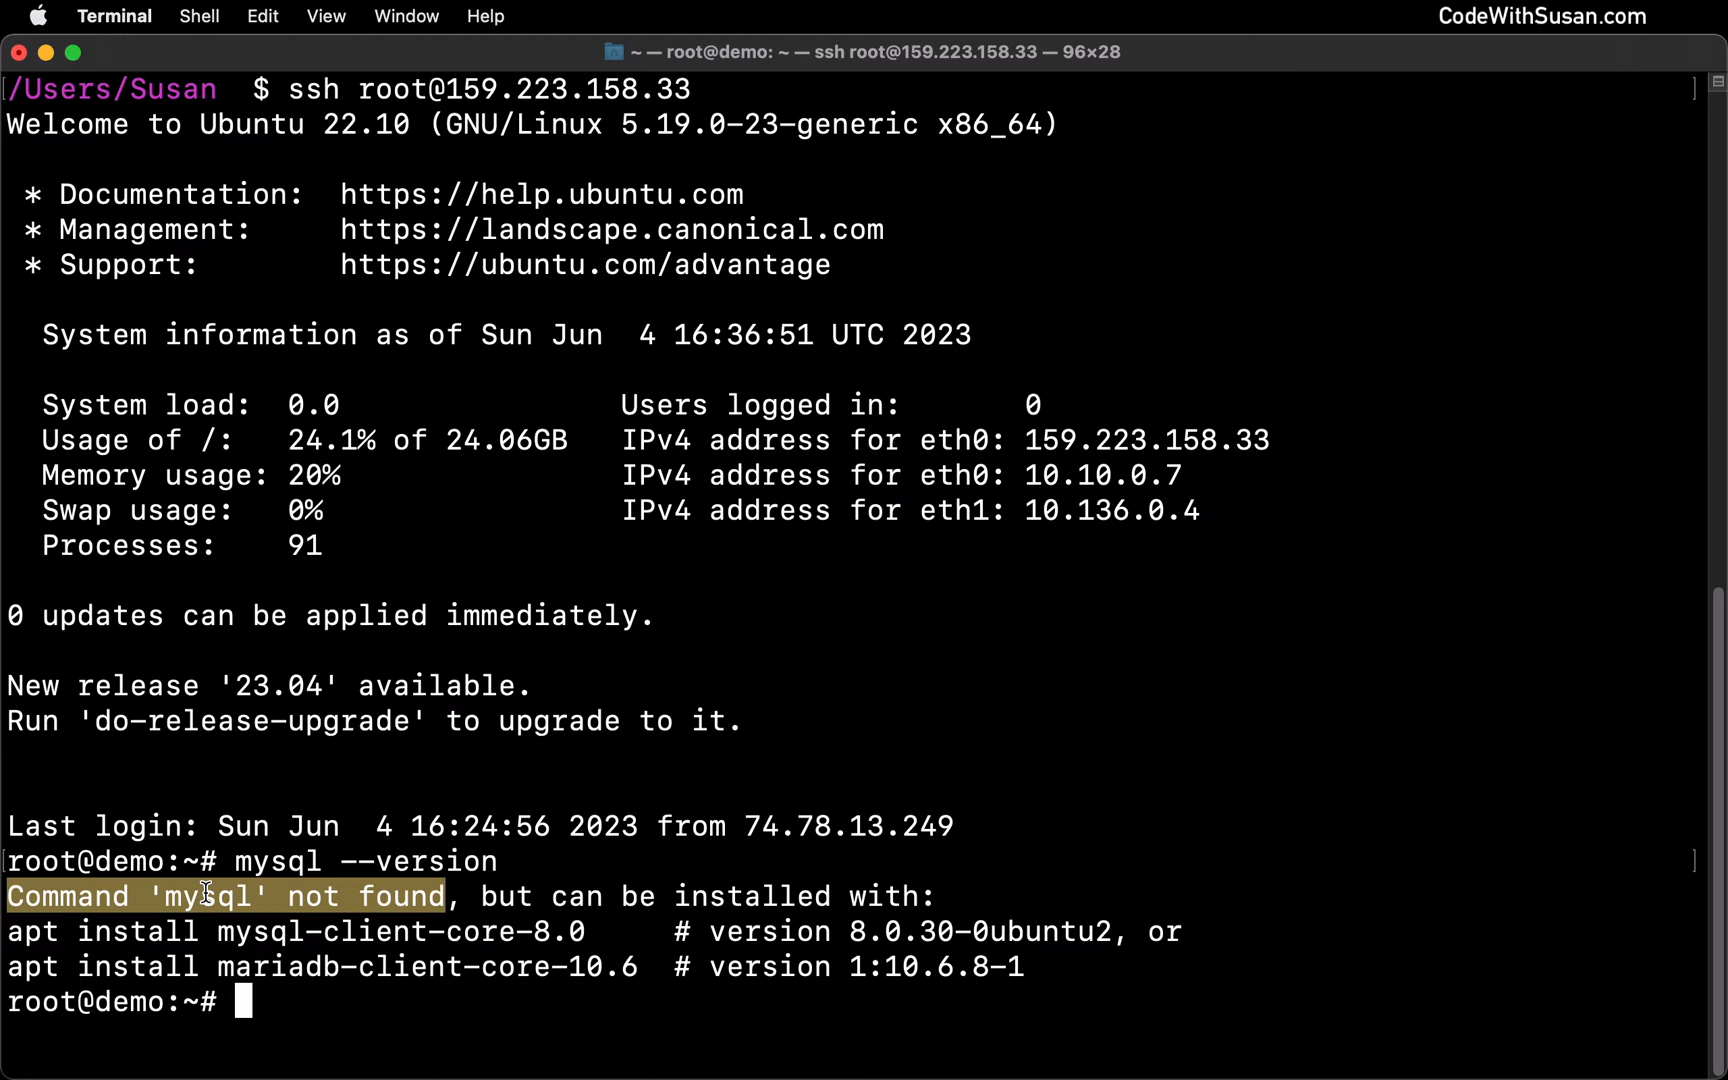 Terminal Shell Edit View Window Help CodeWithSusan.com
~ — root@demo: ~ — ssh root@159.223.158.33 — 96×28
[/Users/Susan  $ ssh root@159.223.158.33 ]
Welcome to Ubuntu 22.10 (GNU/Linux 5.19.0-23-generic x86_64)
* Documentation:  https://help.ubuntu.com
* Management:     https://landscape.canonical.com
* Support:        https://ubuntu.com/advantage
System information as of Sun Jun  4 16:36:51 UTC 2023
System load:  0.0                Users logged in:       0
Usage of /:   24.1% of 24.06GB   IPv4 address for eth0: 159.223.158.33
Memory usage: 20%                IPv4 address for eth0: 10.10.0.7
Swap usage:   0%                 IPv4 address for eth1: 10.136.0.4
Processes:    91
0 updates can be applied immediately.
New release '23.04' available.
Run 'do-release-upgrade' to upgrade to it.
Last login: Sun Jun  4 16:24:56 2023 from 74.78.13.249
[root@demo:~# mysql --version ]
Command 'mysql' not found, but can be installed with:
apt install mysql-client-core-8.0     # version 8.0.30-0ubuntu2, or
apt install mariadb-client-core-10.6  # version 1:10.6.8-1
root@demo:~#